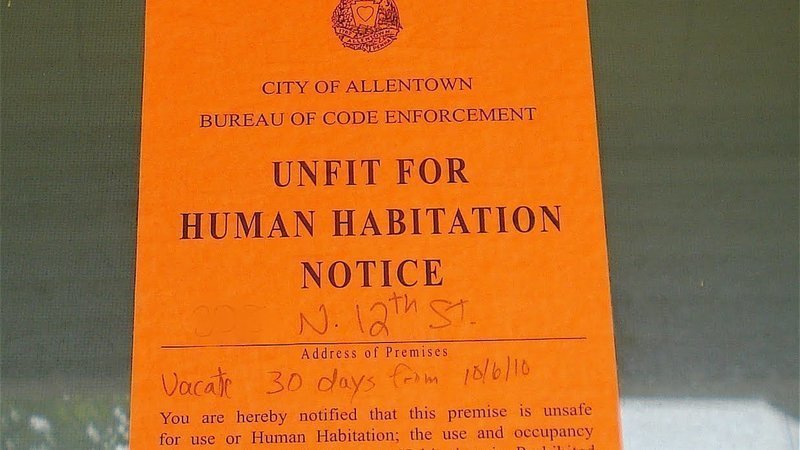 CITY OF ALLENTOWN
BUREAU OF CODE ENFORCEMENT
UNFIT FOR
HUMAN HABITATION
NOTICE
N. 12th St.
Address of Premises
Vacate 30 days from 10/6/10
You are hereby notified that this premise is unsafe
for use or Human Habitation; the use and occupancy
Prohibited